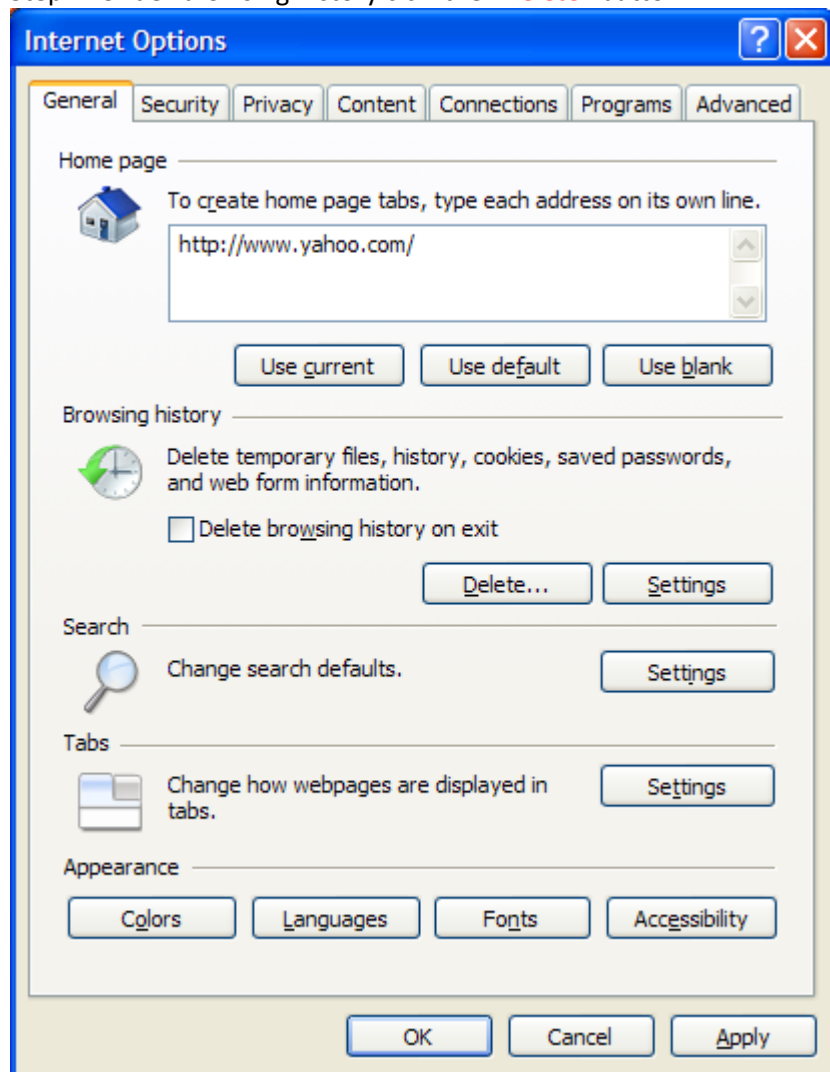 Internet Options
General Security Privacy Content Connections Programs Advanced
Home page
To create home page tabs, type each address on its own line.
http://www.yahoo.com/
Use current Use default Use blank
Browsing history
Delete temporary files, history, cookies, saved passwords,
and web form information.
Delete browsing history on exit
Delete... Settings
Search
Change search defaults. Settings
Tabs
Change how webpages are displayed in
tabs.
Settings
Appearance
Colors Languages Fonts Accessibility
OK Cancel Apply